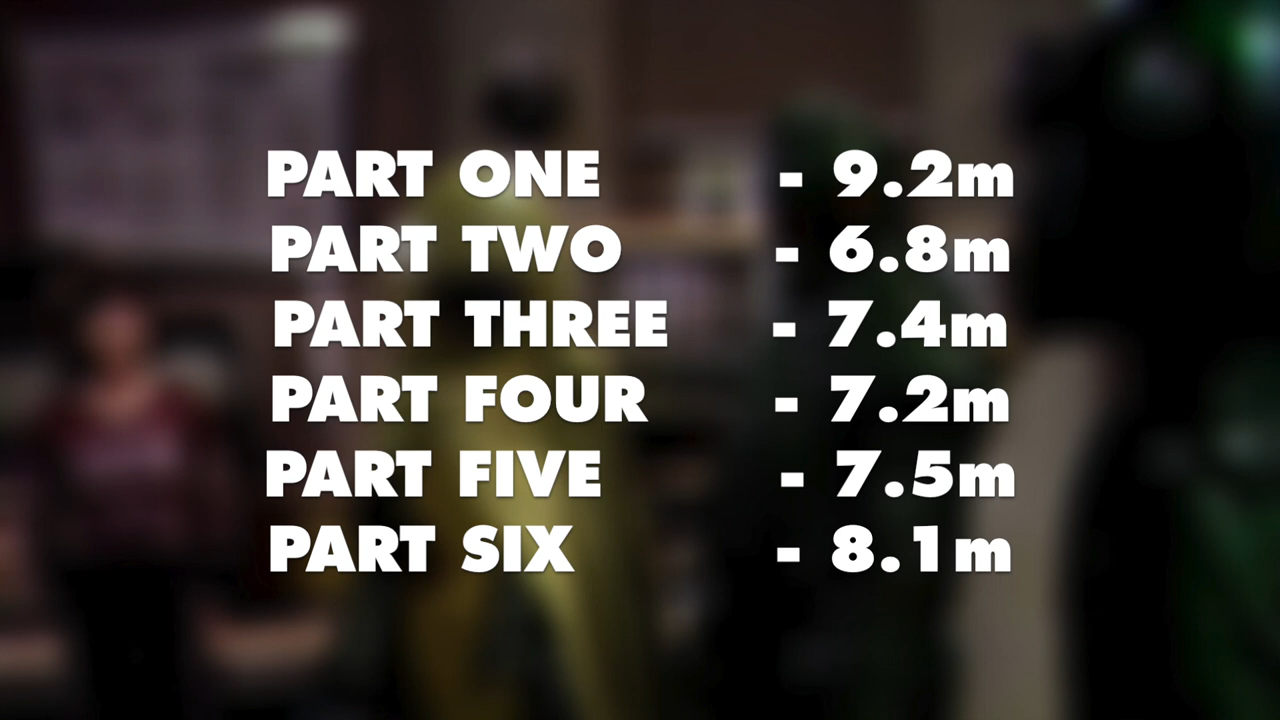 PART ONE - 9.2m
PART TWO - 6.8m
PART THREE - 7.4m
PART FOUR - 7.2m
PART FIVE - 7.5m
PART SIX - 8.1m